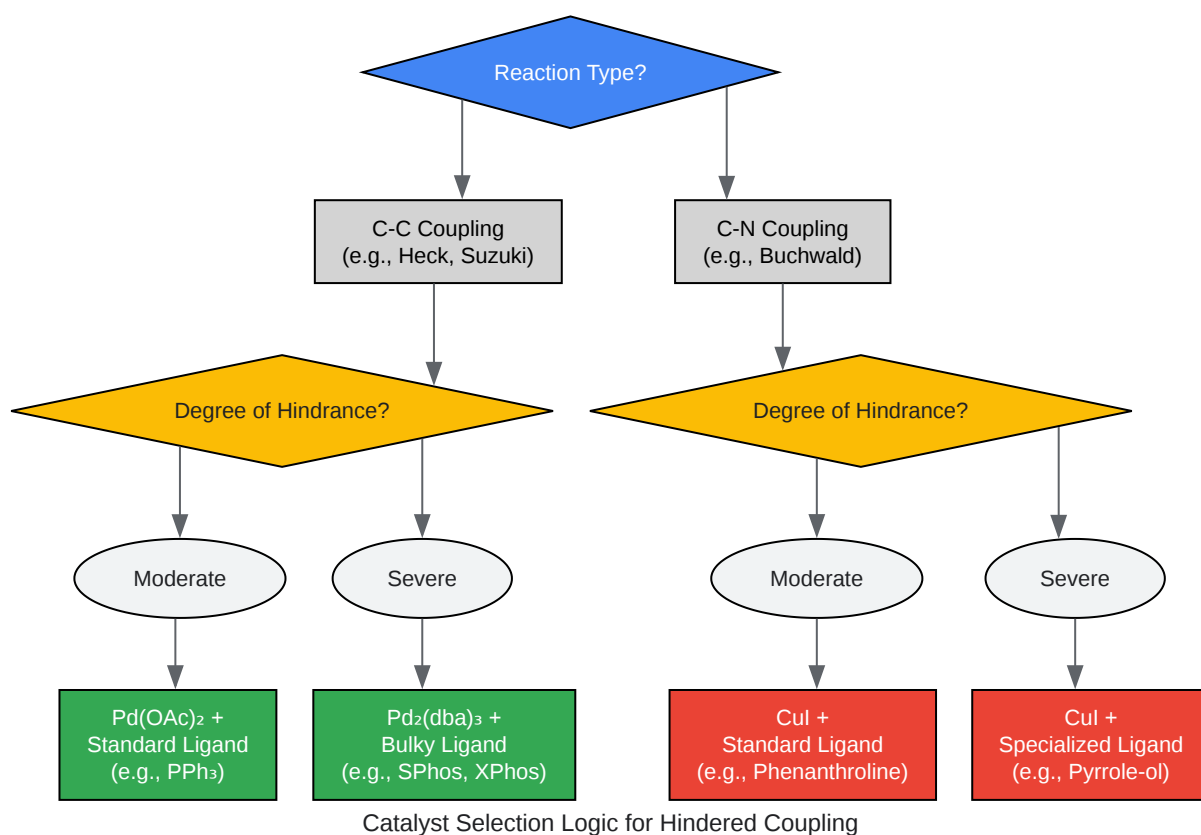 Reaction Type?
C-C Coupling
(e.g., Heck, Suzuki)
C-N Coupling
(e.g., Buchwald)
Degree of Hindrance?
Degree of Hindrance?
Moderate
Severe
Moderate
Severe
Pd(OAc)₂ +
Standard Ligand
(e.g., PPh₃)
Pd₂(dba)₃ +
Bulky Ligand
(e.g., SPhos, XPhos)
CuI +
Standard Ligand
(e.g., Phenanthroline)
CuI +
Specialized Ligand
(e.g., Pyrrole-ol)
Catalyst Selection Logic for Hindered Coupling